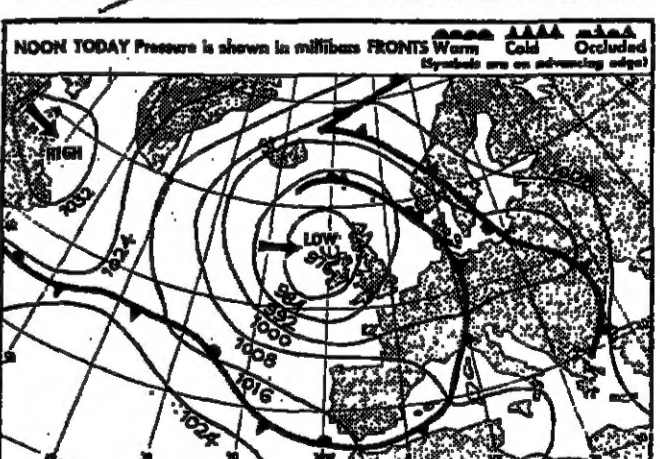 NOON TODAY Pressure is shown in millibars FRONTS Warm Cold Occluded
(Symbols are on advancing edge)
HIGH
1032
1024
LOW
976
984
992
1000
1008
1016
1024